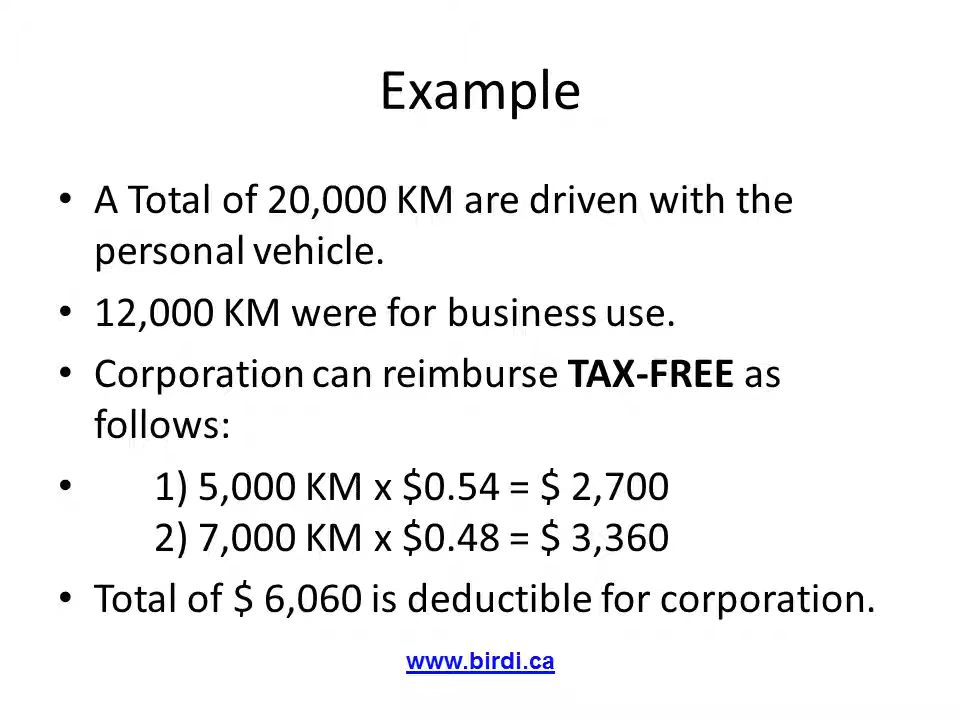 Example
• A Total of 20,000 KM are driven with the
personal vehicle.
• 12,000 KM were for business use.
• Corporation can reimburse TAX-FREE as
follows:
• 1) 5,000 KM x $0.54 = $ 2,700
2) 7,000 KM x $0.48 = $ 3,360
• Total of $ 6,060 is deductible for corporation.
www.birdi.ca